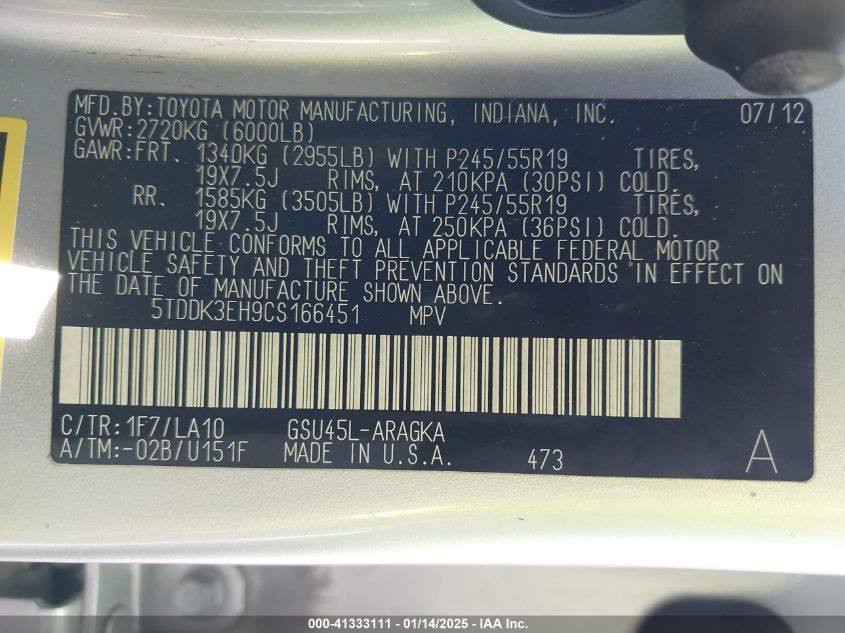 MFD.BY:TOYOTA MOTOR MANUFACTURING, INDIANA, INC. 07/12
GVWR:2720KG (6000LB)
GAWR:FRT. 1340KG (2955LB) WITH P245/55R19 TIRES,
19X7.5J RIMS, AT 210KPA (30PSI) COLD.
RR. 1585KG (3505LB) WITH P245/55R19 TIRES,
19X7.5J RIMS, AT 250KPA (36PSI) COLD.
THIS VEHICLE CONFORMS TO ALL APPLICABLE FEDERAL MOTOR
VEHICLE SAFETY AND THEFT PREVENTION STANDARDS IN EFFECT ON
THE DATE OF MANUFACTURE SHOWN ABOVE.
5TDDK3EH9CS166451 MPV
C/TR:1F7/LA10 GSU45L-ARAGKA
A/TM:-02B/U151F MADE IN U.S.A. 473 A
000-41333111 - 01/14/2025 - IAA Inc.